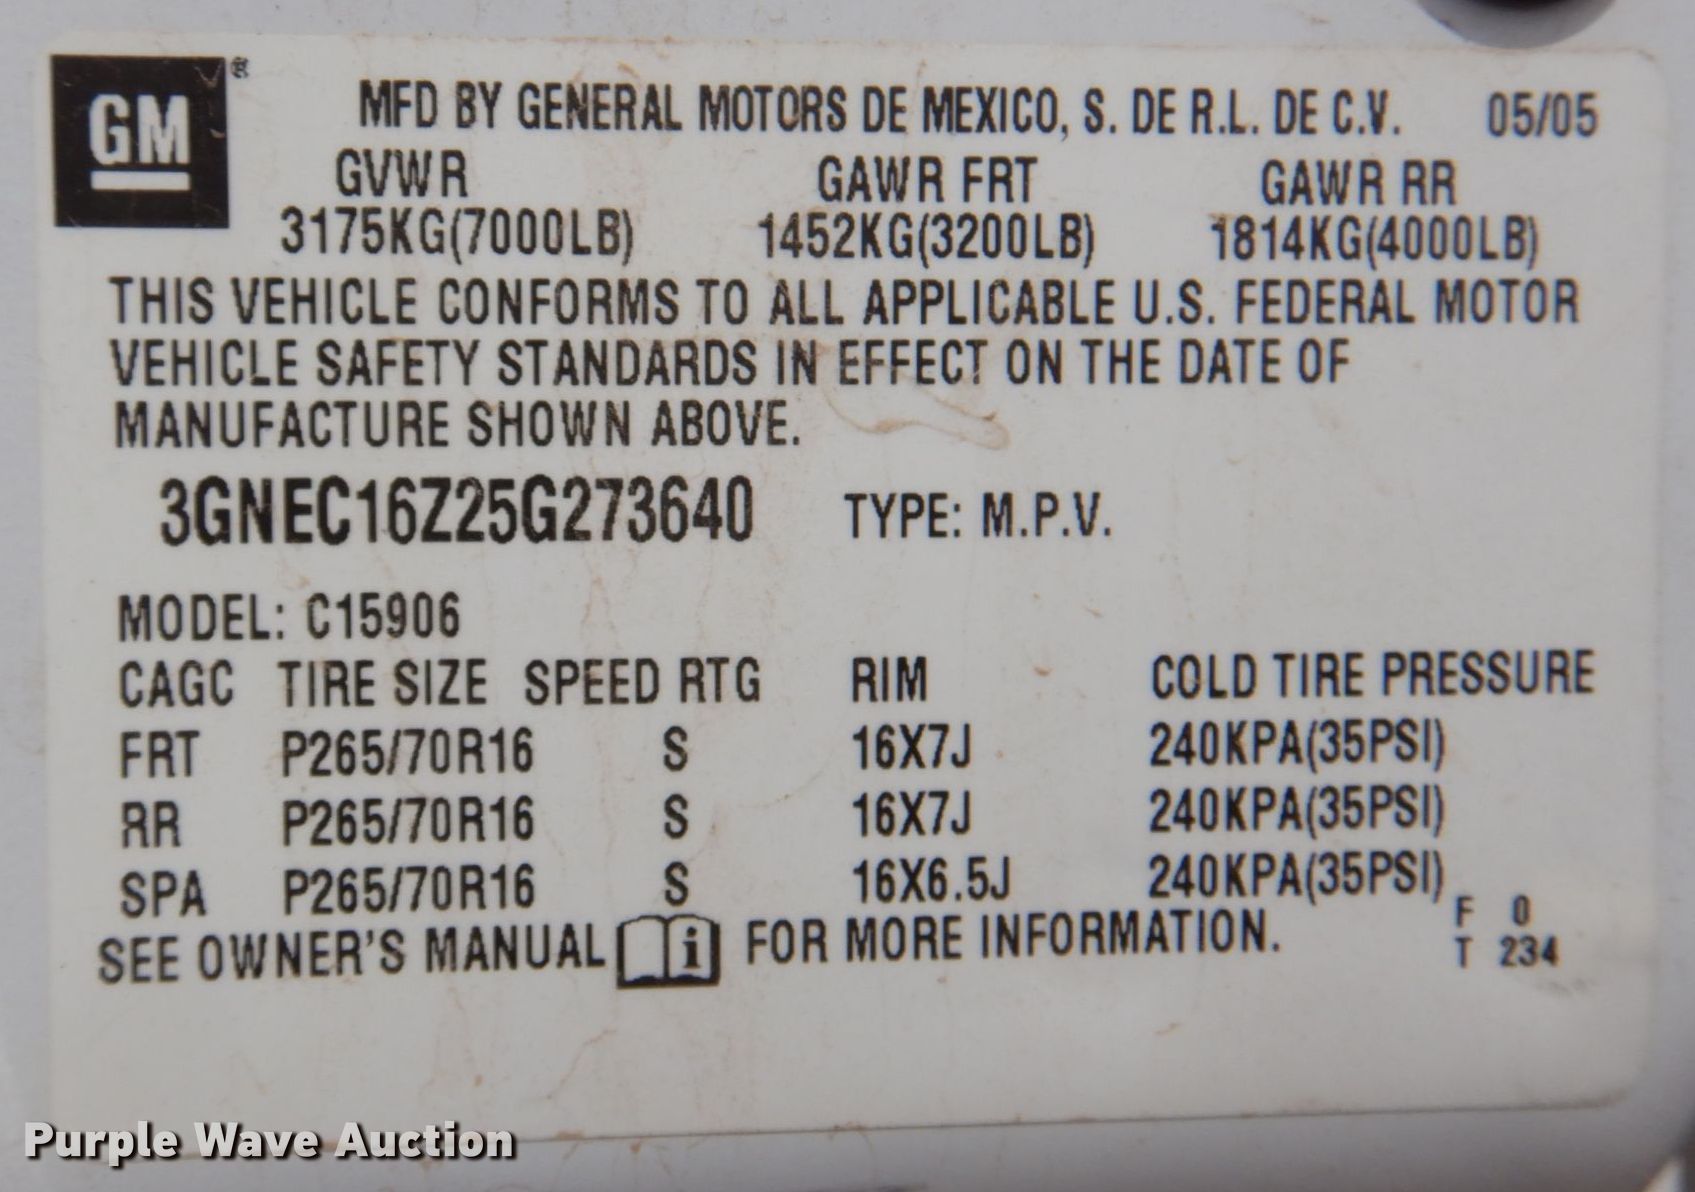 GM®
MFD BY GENERAL MOTORS DE MEXICO, S. DE R.L. DE C.V. 05/05
GVWR GAWR FRT GAWR RR
3175KG(7000LB) 1452KG(3200LB) 1814KG(4000LB)
THIS VEHICLE CONFORMS TO ALL APPLICABLE U.S. FEDERAL MOTOR
VEHICLE SAFETY STANDARDS IN EFFECT ON THE DATE OF
MANUFACTURE SHOWN ABOVE.
3GNEC16Z25G273640 TYPE: M.P.V.
MODEL: C15906
CAGC TIRE SIZE SPEED RTG RIM COLD TIRE PRESSURE
FRT P265/70R16 S 16X7J 240KPA(35PSI)
RR P265/70R16 S 16X7J 240KPA(35PSI)
SPA P265/70R16 S 16X6.5J 240KPA(35PSI)
SEE OWNER'S MANUAL i FOR MORE INFORMATION.
F 0
T 234
Purple Wave Auction